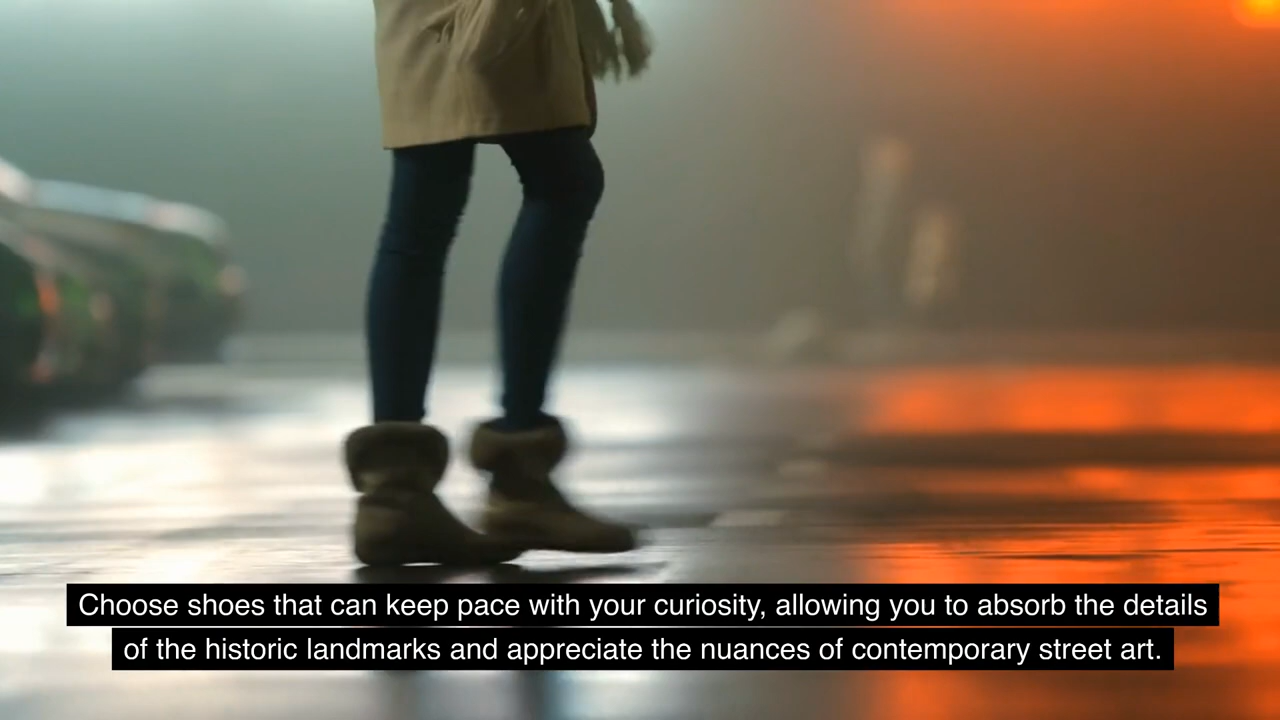 Choose shoes that can keep pace with your curiosity, allowing you to absorb the details
of the historic landmarks and appreciate the nuances of contemporary street art.